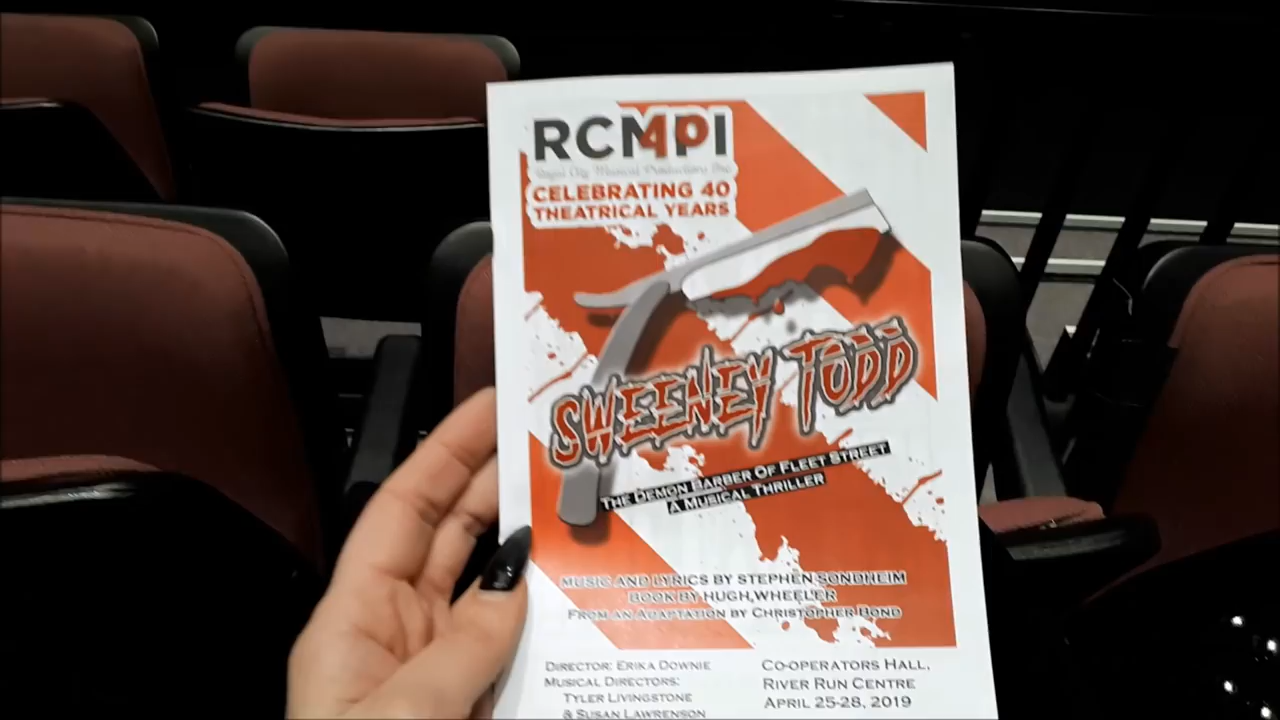 RCM40PI
Royal City Musical Productions Inc
CELEBRATING 40
THEATRICAL YEARS
SWEENEY TODD
THE DEMON BARBER OF FLEET STREET
A MUSICAL THRILLER
MUSIC AND LYRICS BY STEPHEN SONDHEIM
BOOK BY HUGH WHEELER
FROM AN ADAPTATION BY CHRISTOPHER BOND
DIRECTOR: ERIKA DOWNIE
MUSICAL DIRECTORS:
TYLER LIVINGSTONE
& SUSAN LAWRENSON
CO-OPERATORS HALL,
RIVER RUN CENTRE
APRIL 25-28, 2019